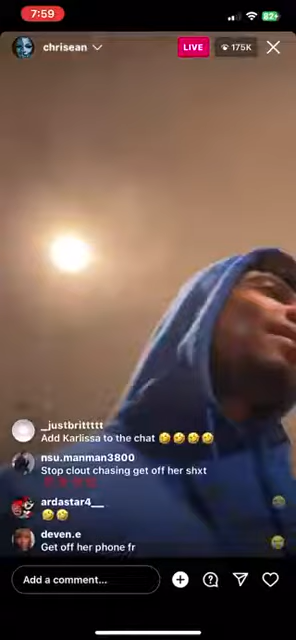 7:59
82+
chrisean
LIVE
175K
_justbrittttt
Add Karlissa to the chat 🤣🤣🤣🤣
nsu.manman3800
Stop clout chasing get off her shxt
ardastar4__
🤣🤣
deven.e
Get off her phone fr
Add a comment...